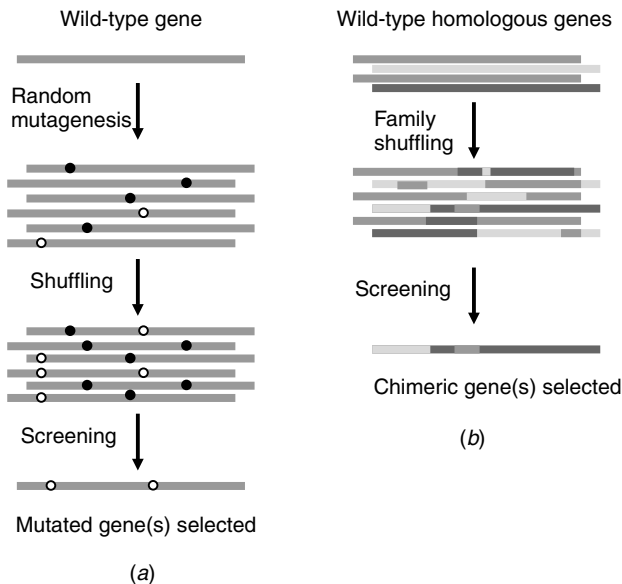 Wild-type gene
Random
mutagenesis
Shuffling
Screening
Mutated gene(s) selected
(a)
Wild-type homologous genes
Family
shuffling
Screening
Chimeric gene(s) selected
(b)